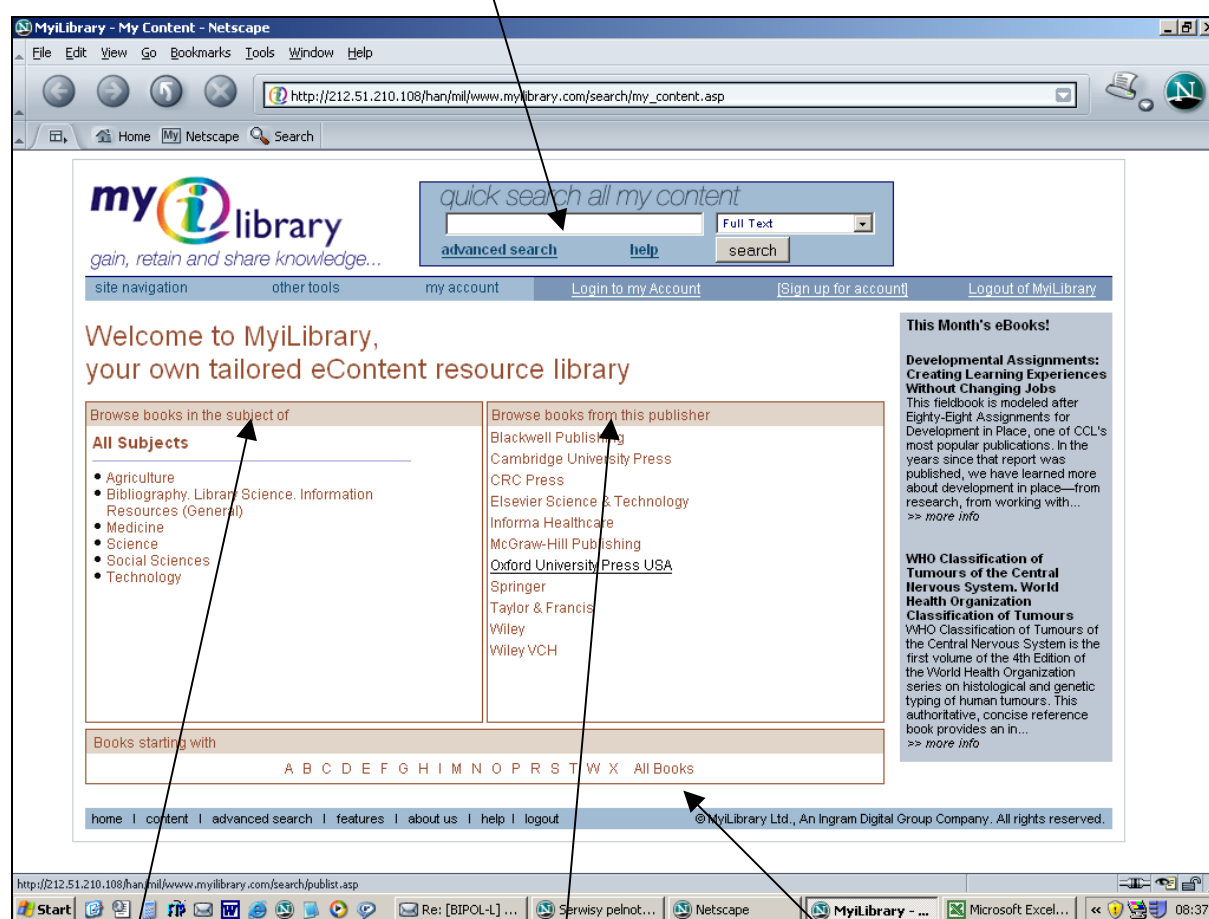 MyiLibrary - My Content - Netscape
File Edit View Go Bookmarks Tools Window Help
http://212.51.210.108/han/mil/www.myilibrary.com/search/my_content.asp
Home My Netscape Search
my i library
gain, retain and share knowledge...
quick search all my content
Full Text
advanced search help search
site navigation other tools my account Login to my Account [Sign up for account] Logout of MyiLibrary
Welcome to MyiLibrary,
your own tailored eContent resource library
Browse books in the subject of
All Subjects
Agriculture
Bibliography. Library Science. Information
Resources (General)
Medicine
Science
Social Sciences
Technology
Browse books from this publisher
Blackwell Publishing
Cambridge University Press
CRC Press
Elsevier Science & Technology
Informa Healthcare
McGraw-Hill Publishing
Oxford University Press USA
Springer
Taylor & Francis
Wiley
Wiley VCH
Books starting with
A B C D E F G H I M N O P R S T W X All Books
This Month's eBooks!
Developmental Assignments:
Creating Learning Experiences
Without Changing Jobs
This fieldbook is modeled after
Eighty-Eight Assignments for
Development in Place, one of CCL's
most popular publications. In the
years since that report was
published, we have learned more
about development in place—from
research, from working with...
>> more info
WHO Classification of
Tumours of the Central
Nervous System. World
Health Organization
Classification of Tumours
WHO Classification of Tumours of
the Central Nervous System is the
first volume of the 4th Edition of
the World Health Organization
series on histological and genetic
typing of human tumours. This
authoritative, concise reference
book provides an in...
>> more info
home I content I advanced search I features I about us I help I logout
© MyiLibrary Ltd., An Ingram Digital Group Company. All rights reserved.
http://212.51.210.108/han/mil/www.myilibrary.com/search/publist.asp
Start Re: [BIPOL-L] ... Serwisy pełnot... Netscape MyiLibrary - ... Microsoft Excel... 08:37